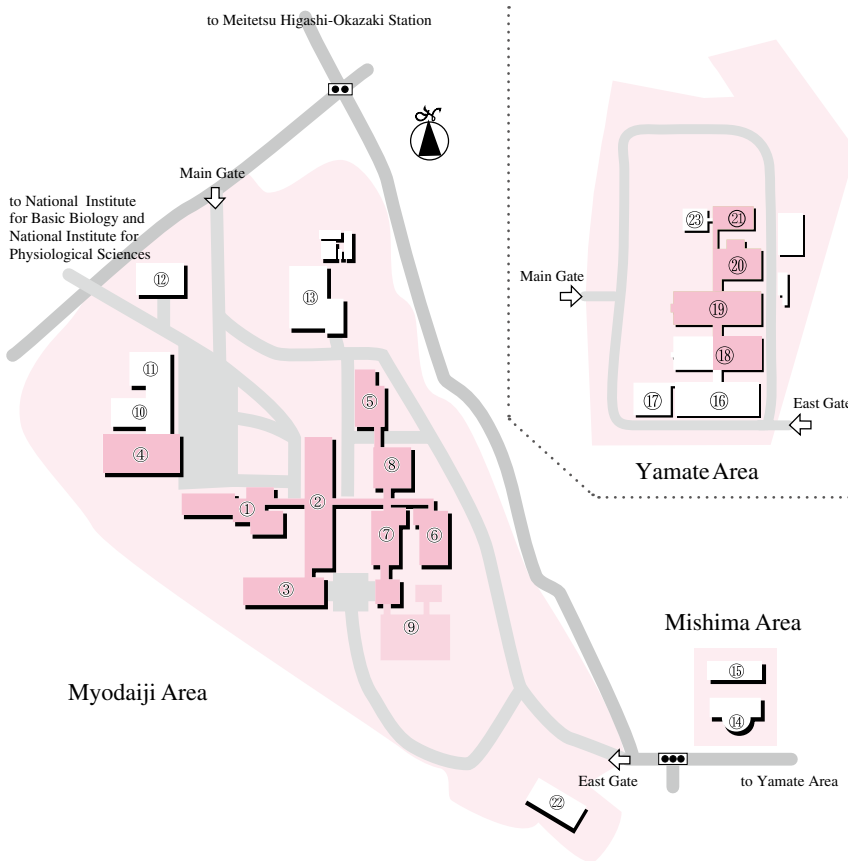 to Meitetsu Higashi-Okazaki Station
N
Main Gate
to National Institute
for Basic Biology and
National Institute for
Physiological Sciences
⑫
⑬
⑪
⑩
④
⑤
⑧
①
②
⑦
⑥
③
⑨
Myodaiji Area
㉒
East Gate
to Yamate Area
Mishima Area
⑮
⑭
㉓
㉑
⑳
Main Gate
⑲
⑱
⑰
⑯
East Gate
Yamate Area